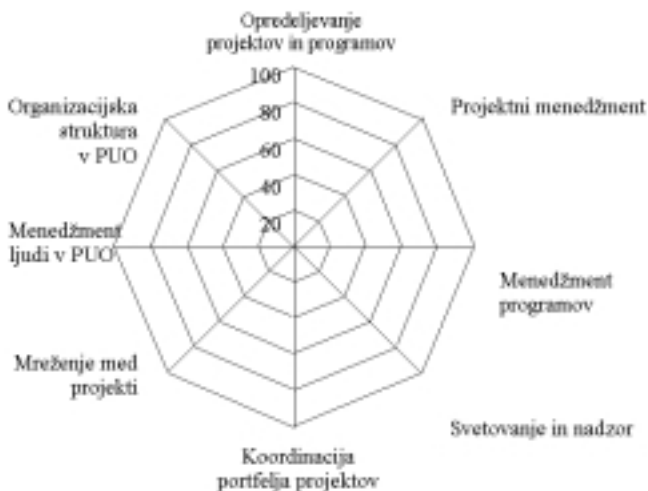 Opredeljevanje
projektov in programov
100
80
60
40
20
Projektni menedžment
Menedžment
programov
Svetovanje in nadzor
Koordinacija
portfelja projektov
Mreženje med
projekti
Menedžment
ljudi v PUO
Organizacijska
struktura
v PUO